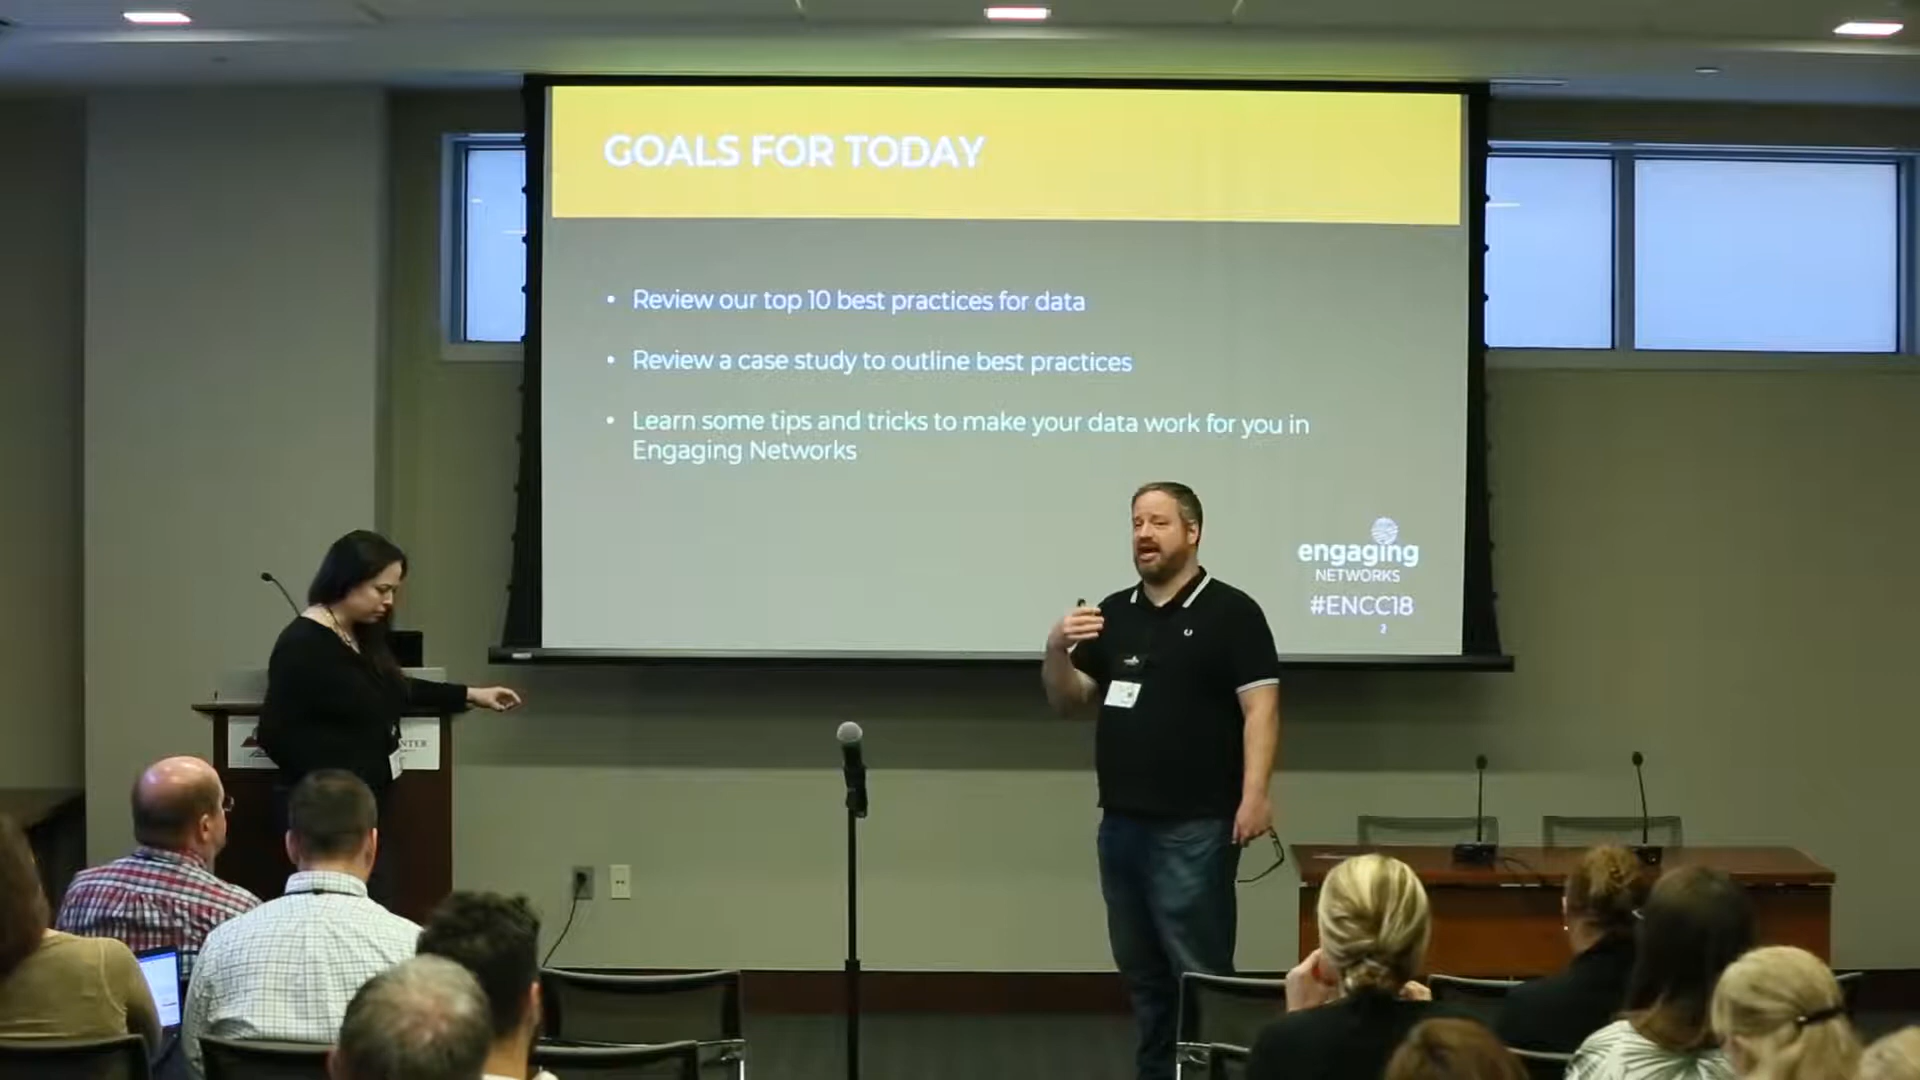 GOALS FOR TODAY
• Review our top 10 best practices for data
• Review a case study to outline best practices
• Learn some tips and tricks to make your data work for you in
Engaging Networks
engaging
NETWORKS
#ENCC18
2
NTER